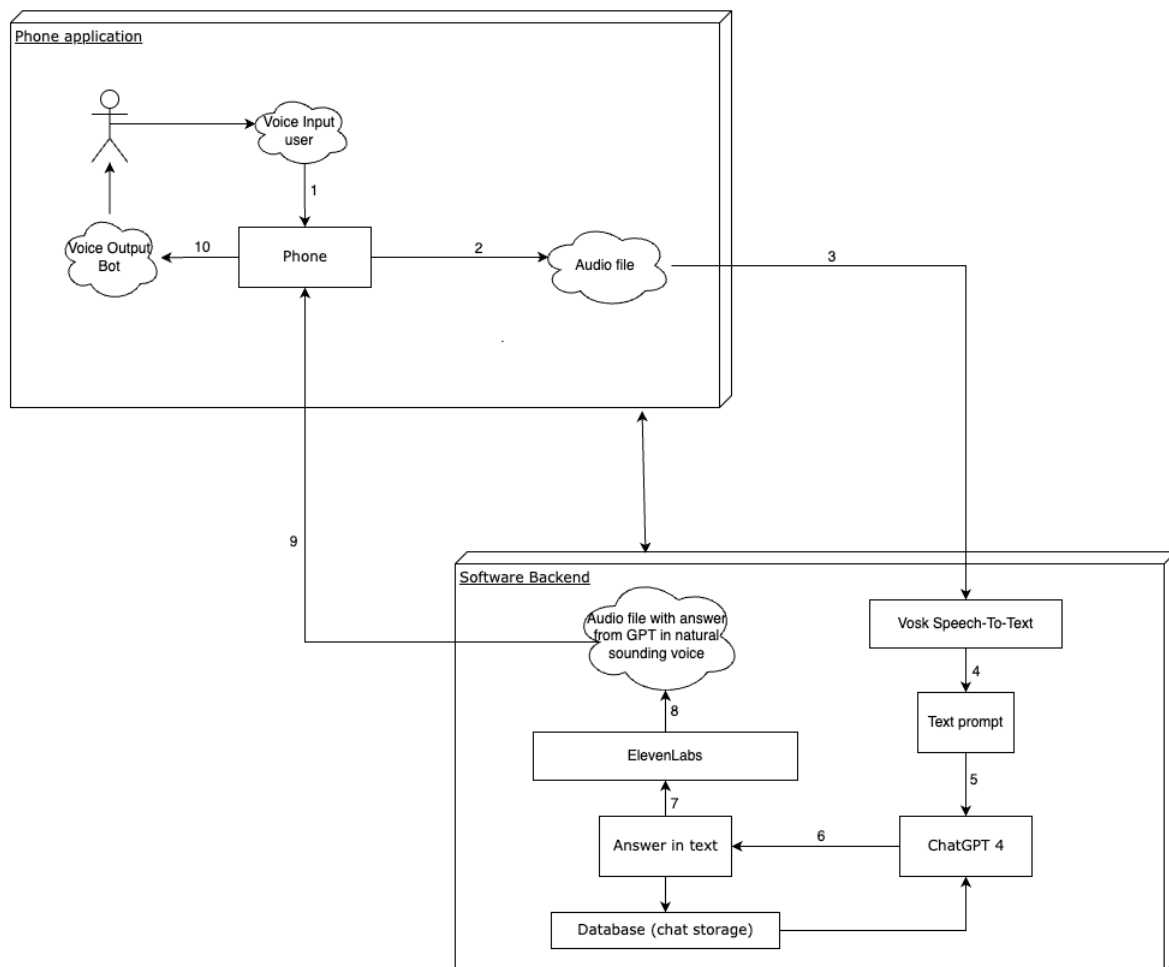 Phone application
Voice Input
user
1
Voice Output
Bot
10
Phone
2
Audio file
3
9
Software Backend
Audio file with answer
from GPT in natural
sounding voice
Vosk Speech-To-Text
4
8
Text prompt
ElevenLabs
5
7
Answer in text
6
ChatGPT 4
Database (chat storage)